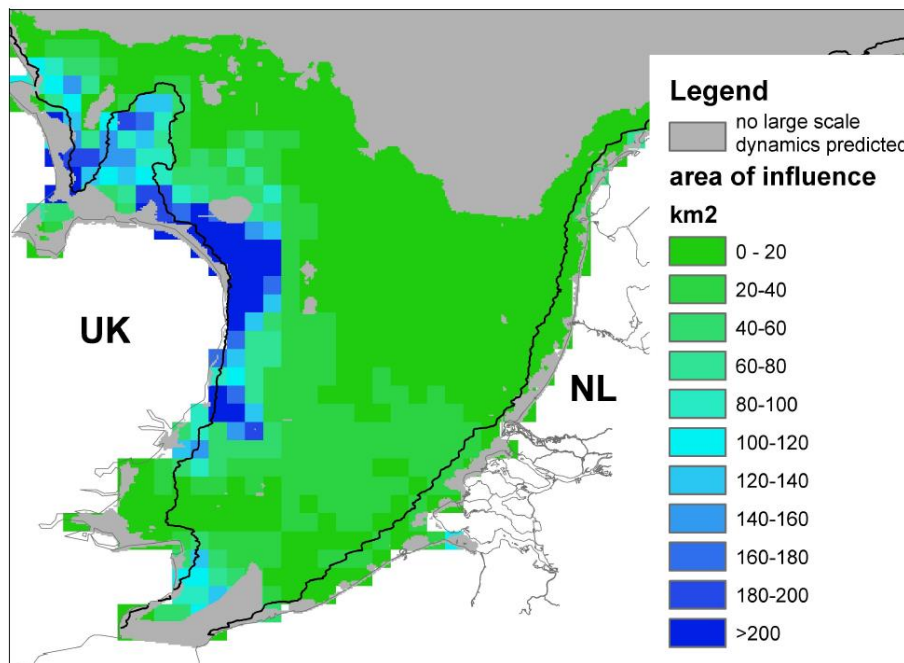 Legend
no large scale
dynamics predicted
area of influence
km2
0 - 20
20-40
40-60
60-80
80-100
100-120
120-140
140-160
160-180
180-200
>200
UK
NL